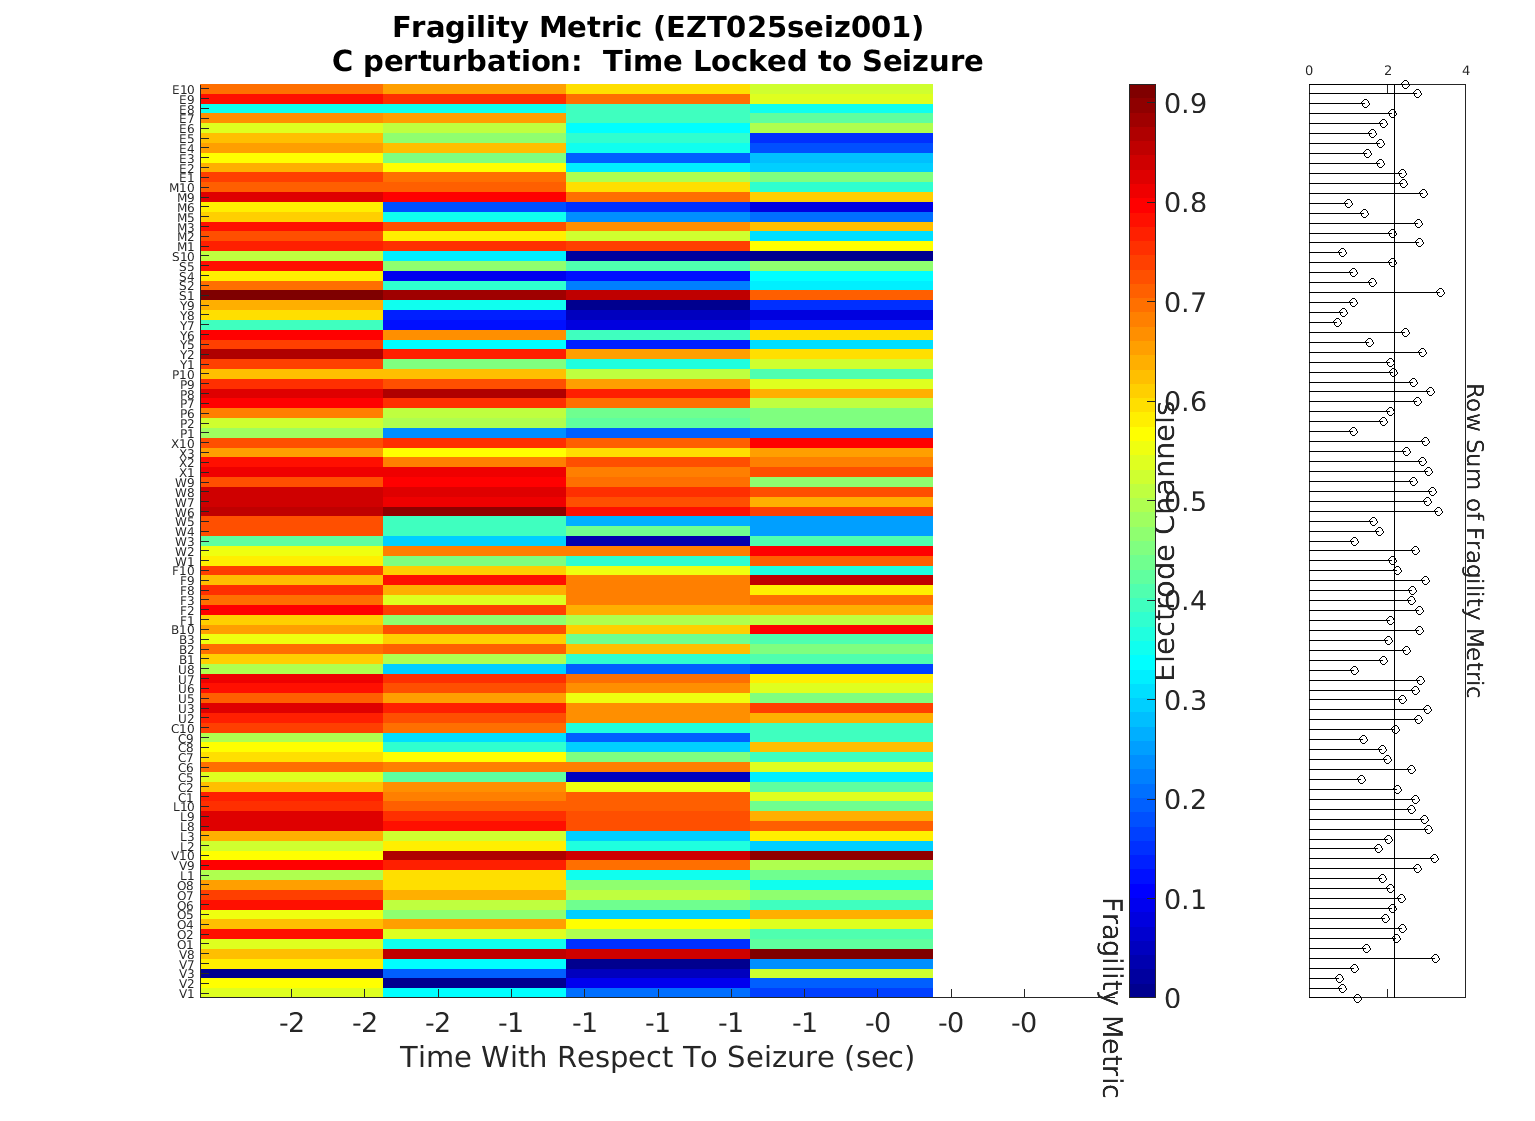 Fragility Metric (EZT025seiz001)
C perturbation:  Time Locked to Seizure
E10
E9
E8
E7
E6
E5
E4
E3
E2
E1
M10
M9
M6
M5
M3
M2
M1
S10
S5
S4
S2
S1
Y9
Y8
Y7
Y6
Y5
Y2
Y1
P10
P9
P8
P7
P6
P2
P1
X10
X3
X2
X1
W9
W8
W7
W6
W5
W4
W3
W2
W1
F10
F9
F8
F3
F2
F1
B10
B3
B2
B1
U8
U7
U6
U5
U3
U2
C10
C9
C8
C7
C6
C5
C2
C1
L10
L9
L8
L3
L2
V10
V9
L1
O8
O7
O6
O5
O4
O2
O1
V8
V7
V3
V2
V1
-2 -2 -2 -1 -1 -1 -1 -1 -0 -0 -0
Time With Respect To Seizure (sec)
0.9
0.8
0.7
0.6
0.5
0.4
0.3
0.2
0.1
0
Electrode Channels
Fragility Metric
0 2 4
Row Sum of Fragility Metric